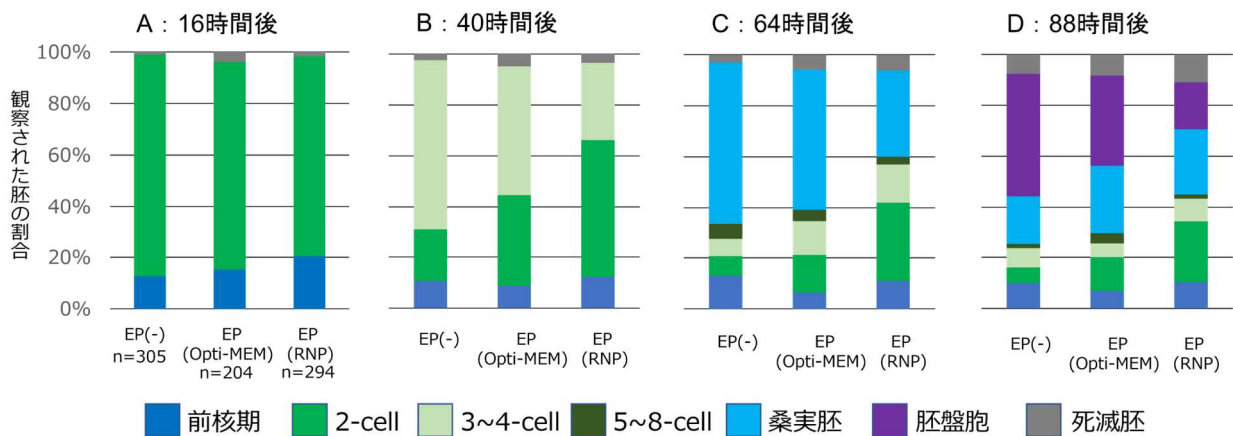 A：16時間後
B：40時間後
C：64時間後
D：88時間後
観察された胚の割合
100%
80%
60%
40%
20%
0%
EP(-)
n=305
EP
(Opti-MEM)
n=204
EP
(RNP)
n=294
EP(-)
EP
(Opti-MEM)
EP
(RNP)
EP(-)
EP
(Opti-MEM)
EP
(RNP)
EP(-)
EP
(Opti-MEM)
EP
(RNP)
前核期
2-cell
3~4-cell
5~8-cell
桑実胚
胚盤胞
死滅胚